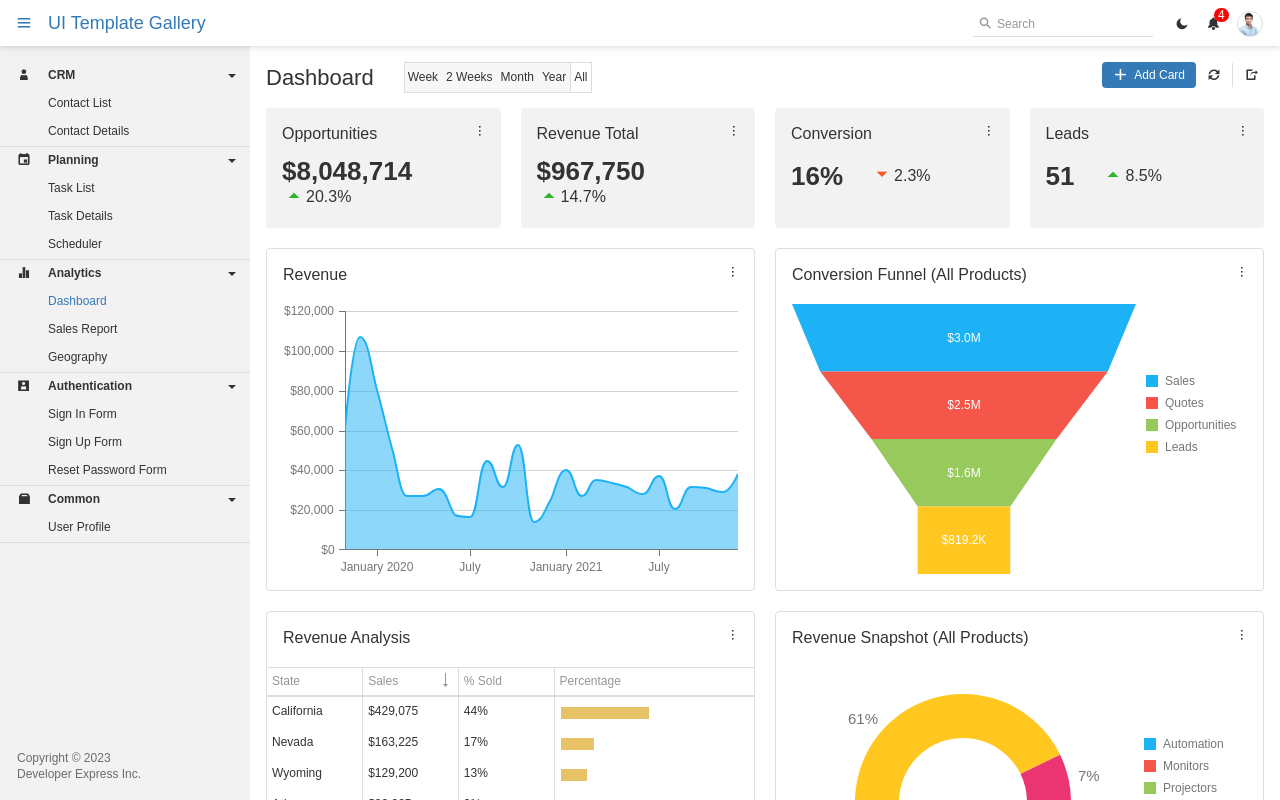 UI Template Gallery
Search
4
CRM
Contact List
Contact Details
Planning
Task List
Task Details
Scheduler
Analytics
Dashboard
Sales Report
Geography
Authentication
Sign In Form
Sign Up Form
Reset Password Form
Common
User Profile
Copyright © 2023
Developer Express Inc.
Dashboard
Week 2 Weeks Month Year All
Add Card
Opportunities
$8,048,714
20.3%
Revenue Total
$967,750
14.7%
Conversion
16% 2.3%
Leads
51 8.5%
Revenue
$120,000
$100,000
$80,000
$60,000
$40,000
$20,000
$0
January 2020 July January 2021 July
Conversion Funnel (All Products)
$3.0M
$2.5M
$1.6M
$819.2K
Sales
Quotes
Opportunities
Leads
Revenue Analysis
State Sales % Sold Percentage
California $429,075 44%
Nevada $163,225 17%
Wyoming $129,200 13%
Revenue Snapshot (All Products)
61%
7%
Automation
Monitors
Projectors